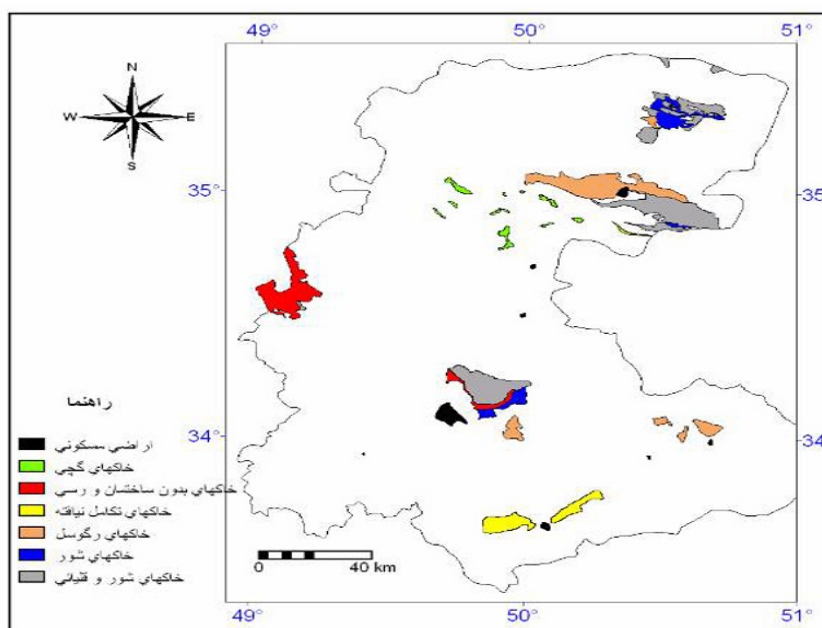 49° 50° 51°
N
W E
S
35° 35°
34° 34°
راهنما
اراضي مسكوني
خاكهاي گچي
خاكهاي بدون ساختمان و رسي
خاكهاي تكامل نيافته
خاكهاي رگوسل
خاكهاي شور
خاكهاي شور و قليائي
0 40 km
49° 50° 51°